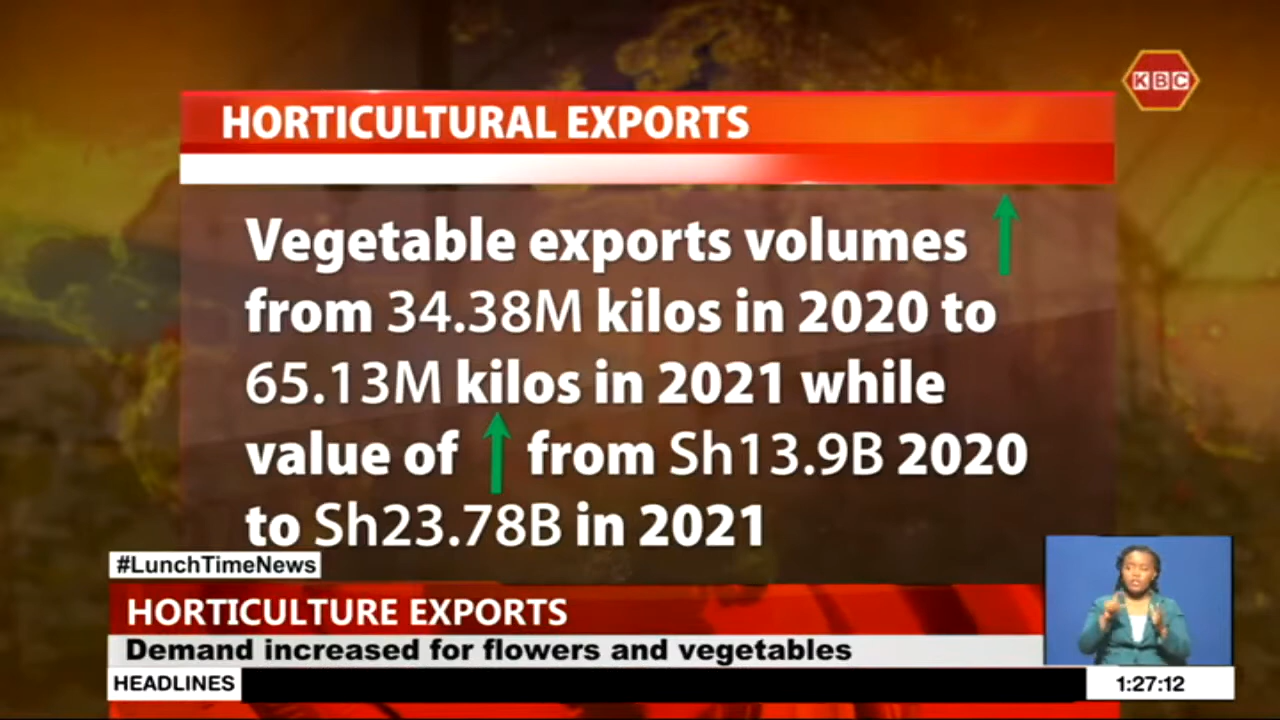 KBC
HORTICULTURAL EXPORTS
Vegetable exports volumes
from 34.38M kilos in 2020 to
65.13M kilos in 2021 while
value of from Sh13.9B 2020
to Sh23.78B in 2021
#LunchTimeNews
HORTICULTURE EXPORTS
Demand increased for flowers and vegetables
HEADLINES
1:27:12